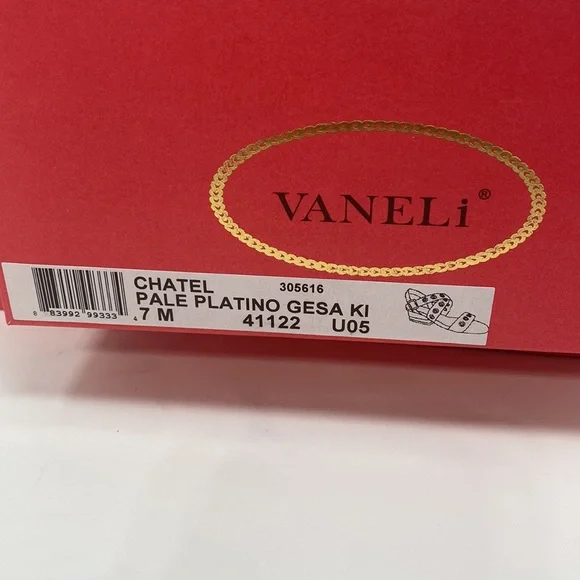 VANELi®
CHATEL 305616
PALE PLATINO GESA KI
7 M 41122 U05
8 83992 99333 4